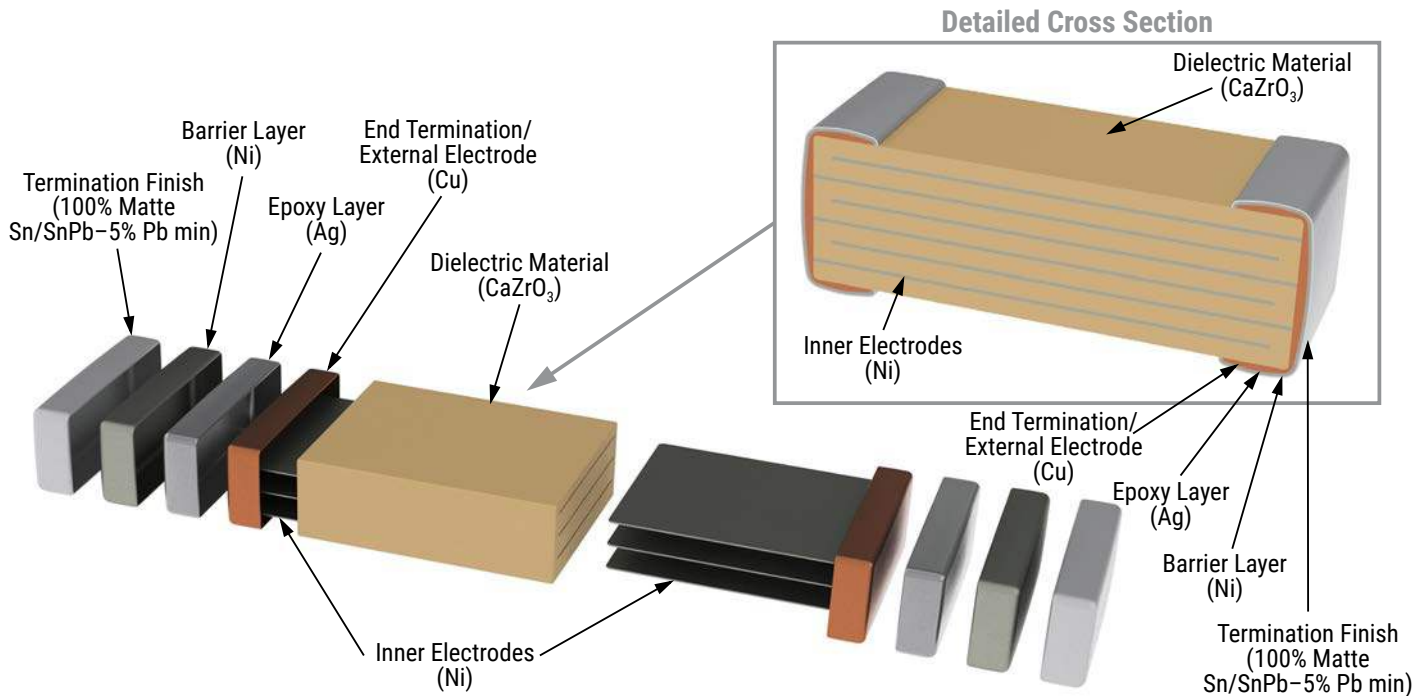 Detailed Cross Section
Dielectric Material
(CaZrO₃)
Inner Electrodes
(Ni)
End Termination/
External Electrode
(Cu)
Epoxy Layer
(Ag)
Barrier Layer
(Ni)
Termination Finish
(100% Matte
Sn/SnPb–5% Pb min)
Termination Finish
(100% Matte
Sn/SnPb–5% Pb min)
Barrier Layer
(Ni)
Epoxy Layer
(Ag)
End Termination/
External Electrode
(Cu)
Dielectric Material
(CaZrO₃)
Inner Electrodes
(Ni)